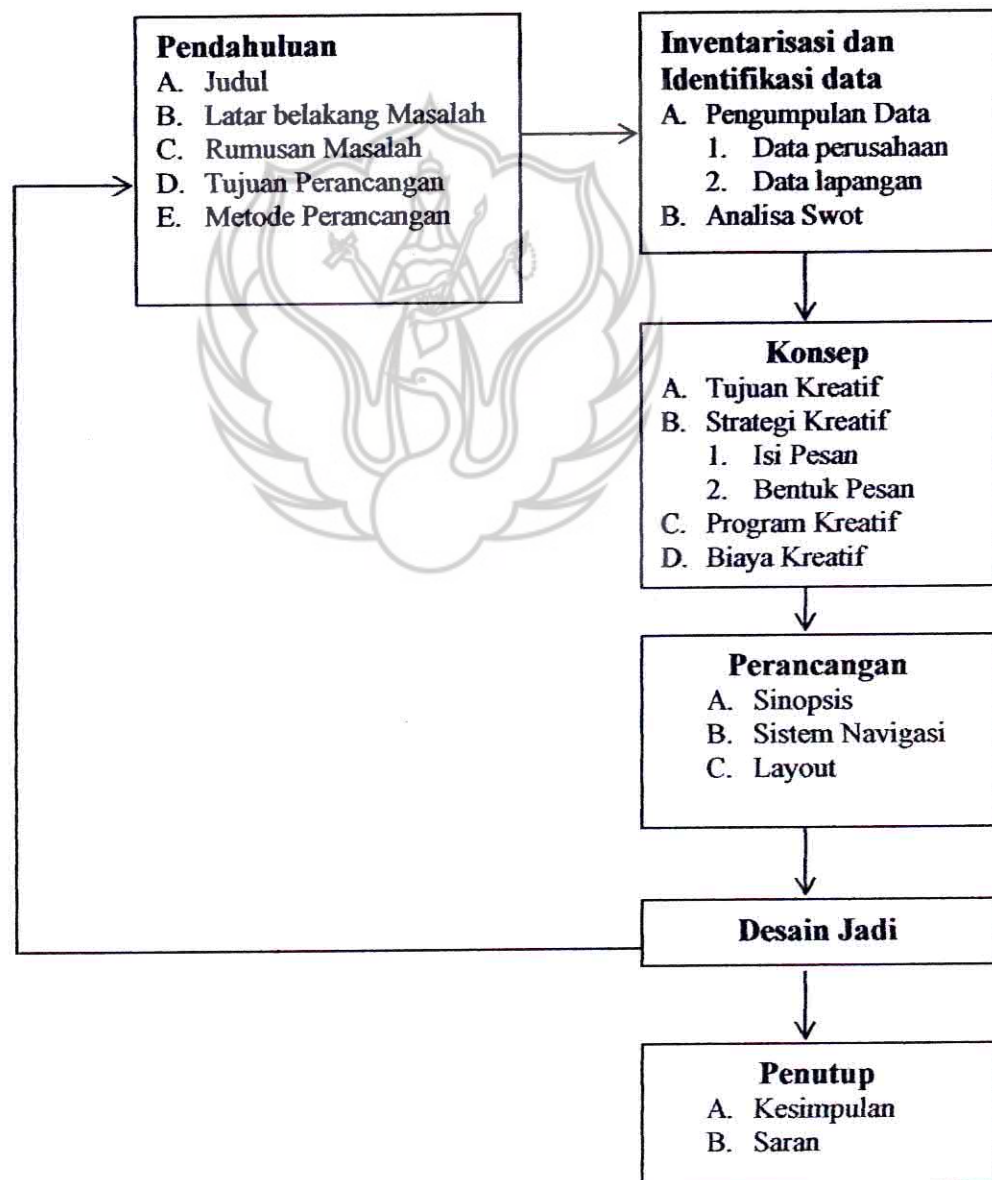 Pendahuluan
A. Judul
B. Latar belakang Masalah
C. Rumusan Masalah
D. Tujuan Perancangan
E. Metode Perancangan
Inventarisasi dan
Identifikasi data
A. Pengumpulan Data
1. Data perusahaan
2. Data lapangan
B. Analisa Swot
Konsep
A. Tujuan Kreatif
B. Strategi Kreatif
1. Isi Pesan
2. Bentuk Pesan
C. Program Kreatif
D. Biaya Kreatif
Perancangan
A. Sinopsis
B. Sistem Navigasi
C. Layout
Desain Jadi
Penutup
A. Kesimpulan
B. Saran